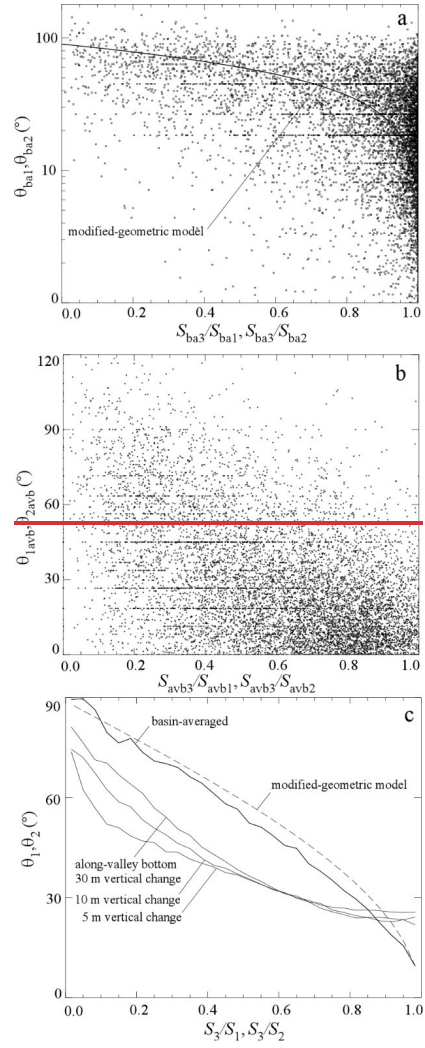 a
100
10
0
θba1,θba2 (°)
modified-geometric model
0.0 0.2 0.4 0.6 0.8 1.0
Sba3/Sba1, Sba3/Sba2
b
120
90
60
30
0
θ1avb,θ2avb (°)
0.0 0.2 0.4 0.6 0.8 1.0
Savb3/Savb1, Savb3/Savb2
c
90
60
30
0
θ1,θ2 (°)
basin-averaged
modified-geometric model
along-valley bottom
30 m vertical change
10 m vertical change
5 m vertical change
0.0 0.2 0.4 0.6 0.8 1.0
S3/S1, S3/S2